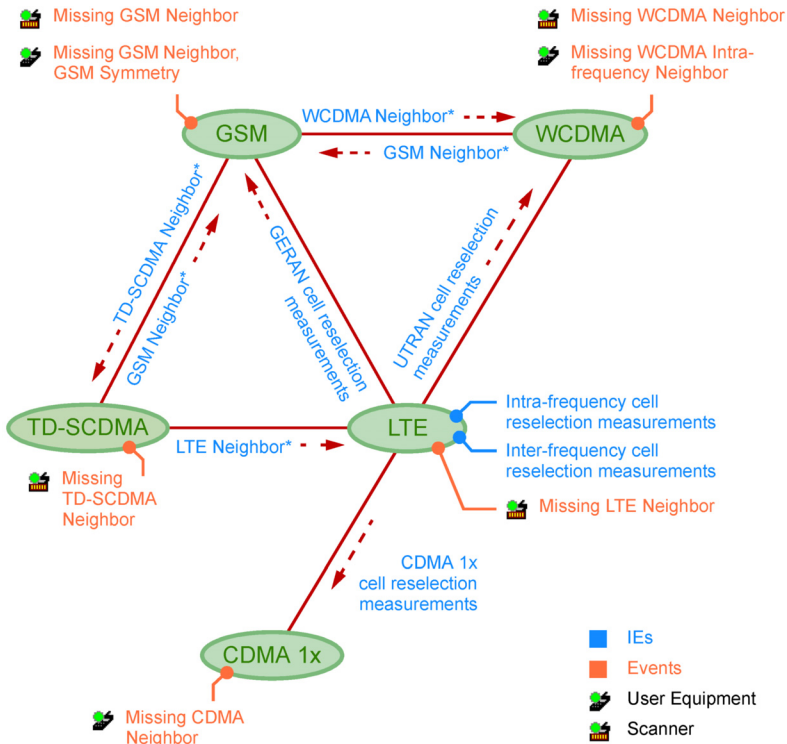 Missing GSM Neighbor
Missing GSM Neighbor,
GSM Symmetry
Missing WCDMA Neighbor
Missing WCDMA Intra-
frequency Neighbor
GSM
WCDMA Neighbor*
GSM Neighbor*
WCDMA
TD-SCDMA Neighbor*
GSM Neighbor*
GERAN cell reselection
measurements
UTRAN cell reselection
measurements
TD-SCDMA
LTE Neighbor*
LTE
Intra-frequency cell
reselection measurements
Inter-frequency cell
reselection measurements
Missing
TD-SCDMA
Neighbor
Missing LTE Neighbor
CDMA 1x
cell reselection
measurements
CDMA 1x
Missing CDMA
Neighbor
IEs
Events
User Equipment
Scanner